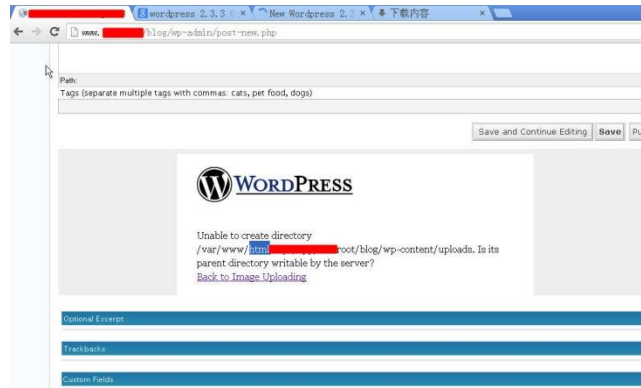 wordpress 2.3.3
New Wordpress 2.
下载内容
www.
/blog/wp-admin/post-new.php
Path:
Tags (separate multiple tags with commas: cats, pet food, dogs)
Save and Continue Editing Save Pu
WORDPRESS
Unable to create directory
/var/www/html root/blog/wp-content/uploads. Is its
parent directory writable by the server?
Back to Image Uploading
Optional Excerpt
Trackbacks
Custom Fields